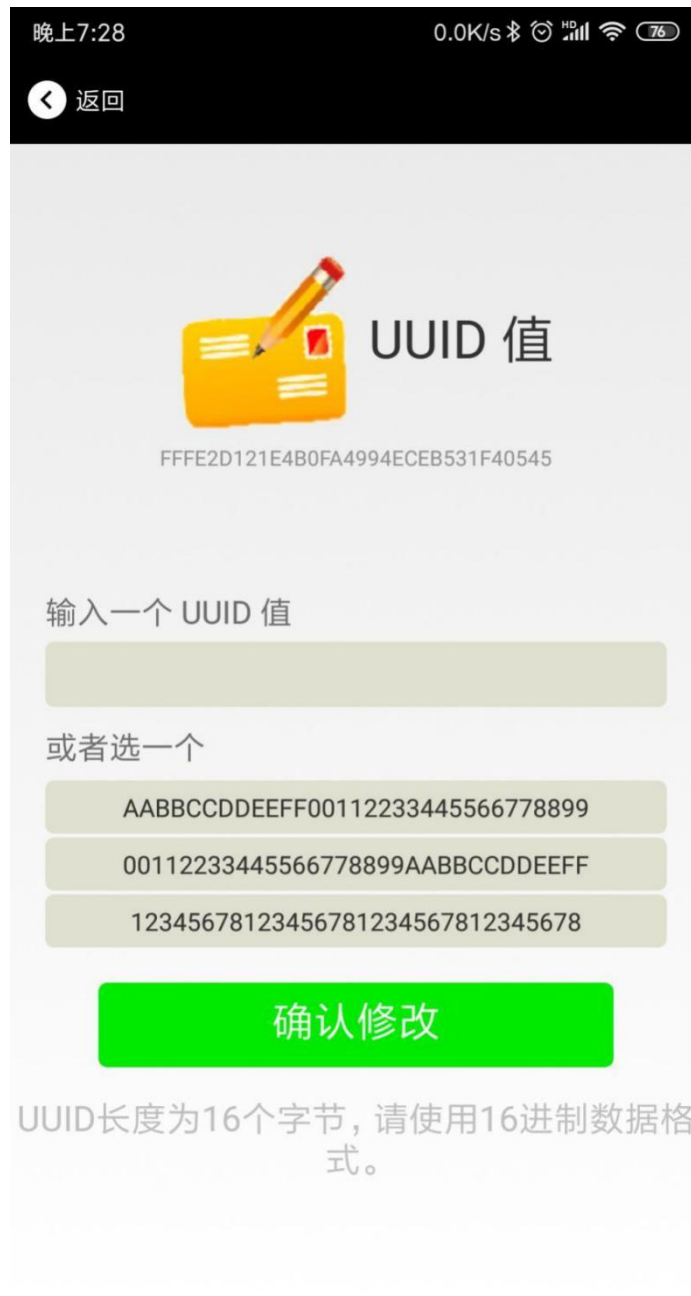 晚上7:28
0.0K/s HD 76
返回
UUID 值
FFFE2D121E4B0FA4994ECEB531F40545
输入一个 UUID 值
或者选一个
AABBCCDDEEFF00112233445566778899
00112233445566778899AABBCCDDEEFF
12345678123456781234567812345678
确认修改
UUID长度为16个字节，请使用16进制数据格
式。